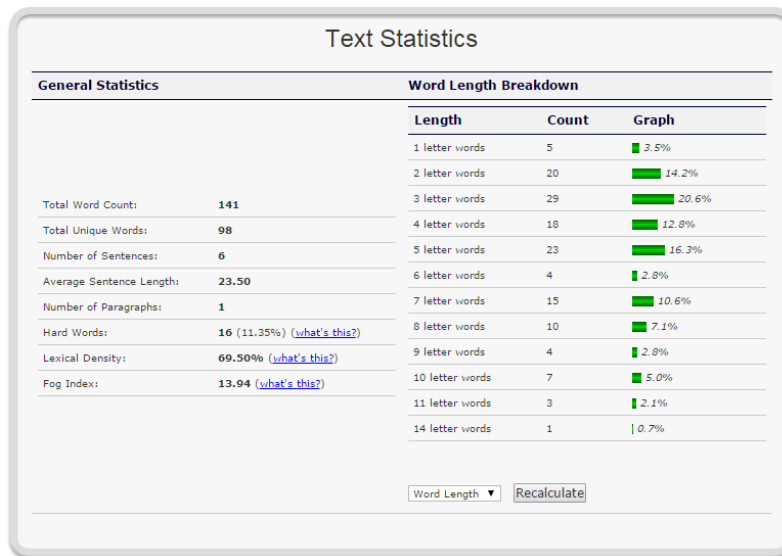 Text Statistics
General Statistics
Total Word Count: 141
Total Unique Words: 98
Number of Sentences: 6
Average Sentence Length: 23.50
Number of Paragraphs: 1
Hard Words: 16 (11.35%) (what's this?)
Lexical Density: 69.50% (what's this?)
Fog Index: 13.94 (what's this?)
Word Length Breakdown
Length Count Graph
1 letter words 5 3.5%
2 letter words 20 14.2%
3 letter words 29 20.6%
4 letter words 18 12.8%
5 letter words 23 16.3%
6 letter words 4 2.8%
7 letter words 15 10.6%
8 letter words 10 7.1%
9 letter words 4 2.8%
10 letter words 7 5.0%
11 letter words 3 2.1%
14 letter words 1 0.7%
Word Length Recalculate